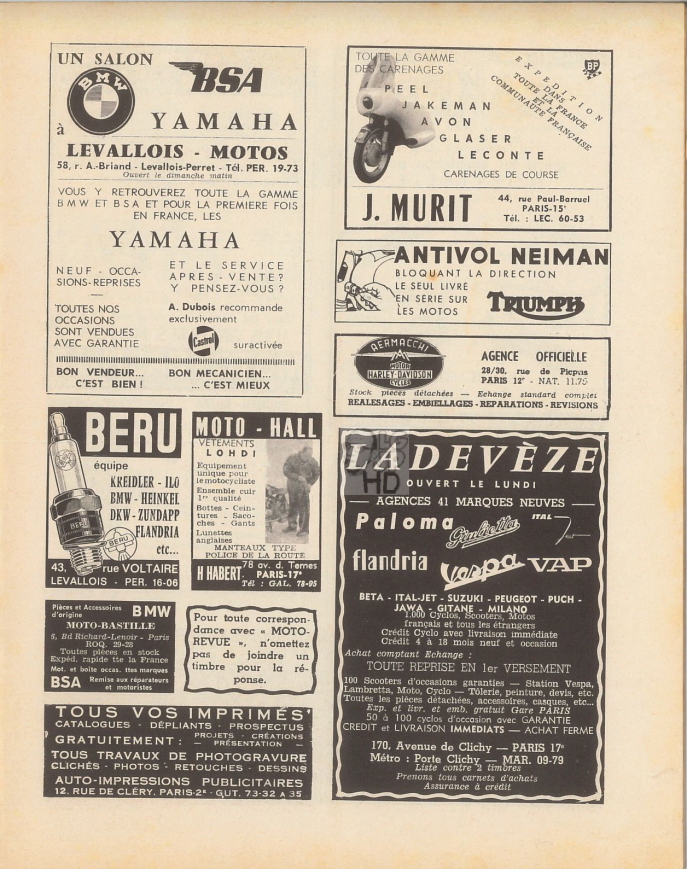 UN SALON
BMW
BSA
à
YAMAHA
LEVALLOIS - MOTOS
58, r. A.-Briand - Levallois-Perret - Tél. PER. 19-73
Ouvert le dimanche matin
VOUS Y RETROUVEREZ TOUTE LA GAMME
BMW ET BSA ET POUR LA PREMIERE FOIS
EN FRANCE, LES
YAMAHA
NEUF - OCCA-
SIONS-REPRISES
ET LE SERVICE
APRES - VENTE ?
Y PENSEZ-VOUS ?
TOUTES NOS
OCCASIONS
SONT VENDUES
AVEC GARANTIE
A. Dubois recommande
exclusivement
Castrol
suractivée
BON VENDEUR...
C'EST BIEN !
BON MECANICIEN...
... C'EST MIEUX
TOUTE LA GAMME
DES CARENAGES
PEEL
JAKEMAN
AVON
GLASER
LECONTE
CARENAGES DE COURSE
EXPEDITION
DANS
TOUTE LA FRANCE
ET LA
COMMUNAUTE FRANÇAISE
BP
J. MURIT
44, rue Paul-Barruel
PARIS-15e
Tél. : LEC. 60-53
ANTIVOL NEIMAN
BLOQUANT LA DIRECTION
LE SEUL LIVRÉ
EN SÉRIE SUR
LES MOTOS
TRIUMPH
AERMACCHI
MOTOR
HARLEY-DAVIDSON
CYCLES
AGENCE OFFICIELLE
28/30, rue de Picpus
PARIS 12e - NAT. 11.75
Stock pièces détachées — Echange standard complet
REALESAGES - EMBIELLAGES - REPARATIONS - REVISIONS
BERU
équipe
KREIDLER - ILO
BMW - HEINKEL
DKW - ZUNDAPP
FLANDRIA
etc...
BERU
BERU
43, rue VOLTAIRE
LEVALLOIS - PER. 16-06
MOTO - HALL
VETEMENTS
LOHDI
Equipement
unique pour
le motocycliste
Ensemble cuir
1re qualité
Bottes - Cein-
tures - Saco-
ches - Gants
Lunettes
anglaises
MANTEAUX TYPE
POLICE DE LA ROUTE
H HABERT,
78 av. d. Ternes
PARIS-17e
Tél. : GAL. 78-95
LADEVÈZE
HD
OUVERT LE LUNDI
— AGENCES 41 MARQUES NEUVES —
Paloma
ITAL
flandria
Vespa
VAP
BETA - ITAL-JET - SUZUKI - PEUGEOT - PUCH -
JAWA - GITANE - MILANO
1.000 Cyclos, Scooters, Motos
français et tous les étrangers
Crédit Cyclo avec livraison immédiate
Crédit 4 à 18 mois neuf et occasion
Achat comptant Echange :
TOUTE REPRISE EN 1er VERSEMENT
100 Scooters d'occasions garanties — Station Vespa,
Lambretta, Moto, Cyclo — Tôlerie, peinture, devis, etc.
Toutes les pièces détachées, accessoires, casques, etc...
Exp. et livr. et emb. gratuit Gare PARIS
50 à 100 cyclos d'occasion avec GARANTIE
CREDIT et LIVRAISON IMMEDIATS — ACHAT FERME
170, Avenue de Clichy — PARIS 17e
Métro : Porte Clichy — MAR. 09-79
Liste contre 2 timbres
Prenons tous carnets d'achats
Assurance à crédit
Pièces et Accessoires
d'origine
BMW
MOTO-BASTILLE
6, Bd Richard-Lenoir - Paris
ROQ. 29-28
Toutes pièces en stock
Expéd. rapide tte la France
Mot. et boite occas. ttes marques
BSA
Remise aux réparateurs
et motoristes
Pour toute correspon-
dance avec « MOTO-
REVUE », n'omettez
pas de joindre un
timbre pour la ré-
ponse.
TOUS VOS IMPRIMÉS
CATALOGUES - DÉPLIANTS - PROSPECTUS
GRATUITEMENT :
PROJETS - CRÉATIONS
— PRÉSENTATION —
TOUS TRAVAUX DE PHOTOGRAVURE
CLICHÉS - PHOTOS - RETOUCHES - DESSINS
AUTO-IMPRESSIONS PUBLICITAIRES
12, RUE DE CLÉRY, PARIS-2e - GUT. 73-32 A 35